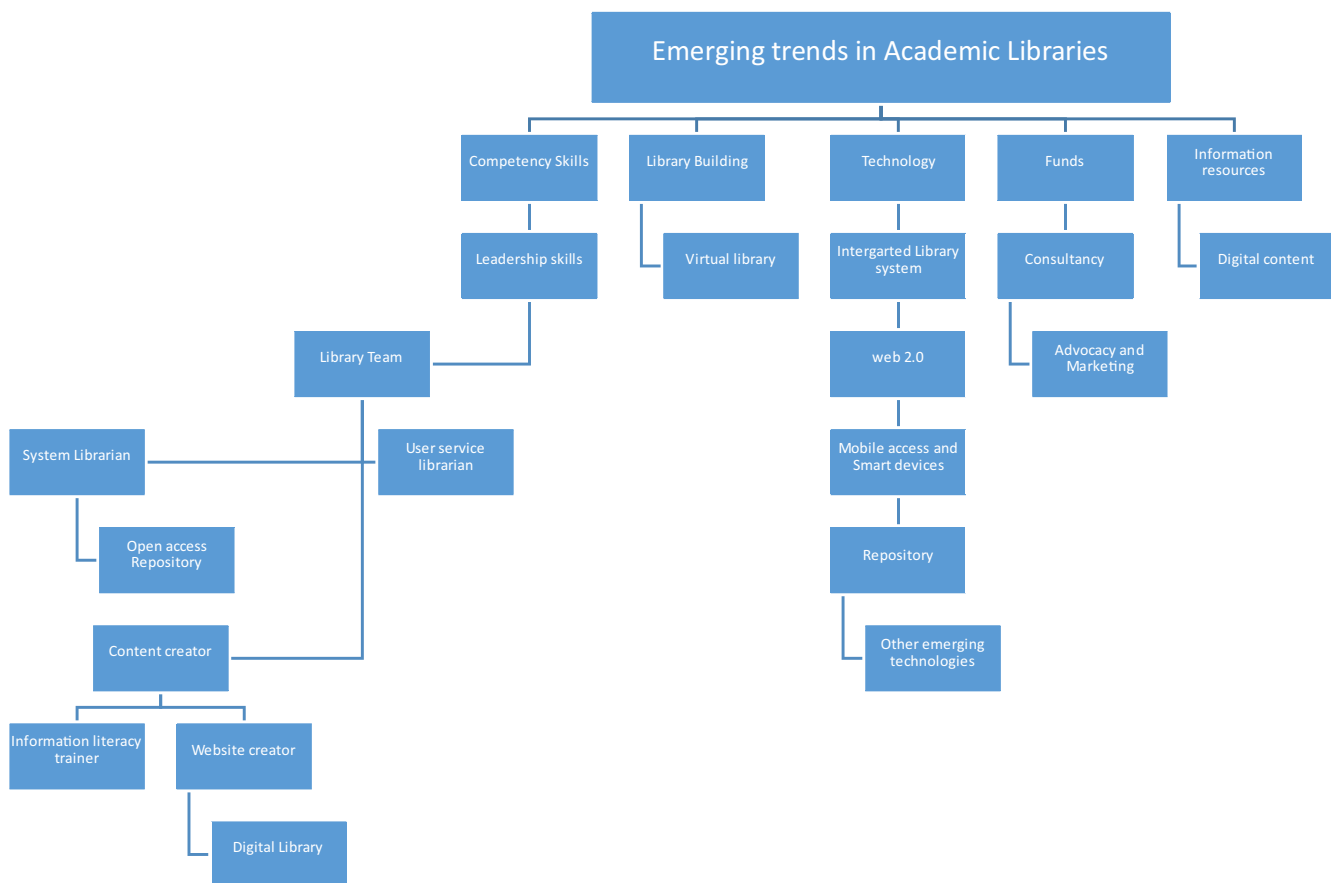 Emerging trends in Academic Libraries
Competency Skills
Library Building
Technology
Funds
Information
resources
Leadership skills
Virtual library
Intergarted Library
system
Consultancy
Digital content
Library Team
web 2.0
Advocacy and
Marketing
System Librarian
User service
librarian
Mobile access and
Smart devices
Open access
Repository
Repository
Content creator
Other emerging
technologies
Information literacy
trainer
Website creator
Digital Library